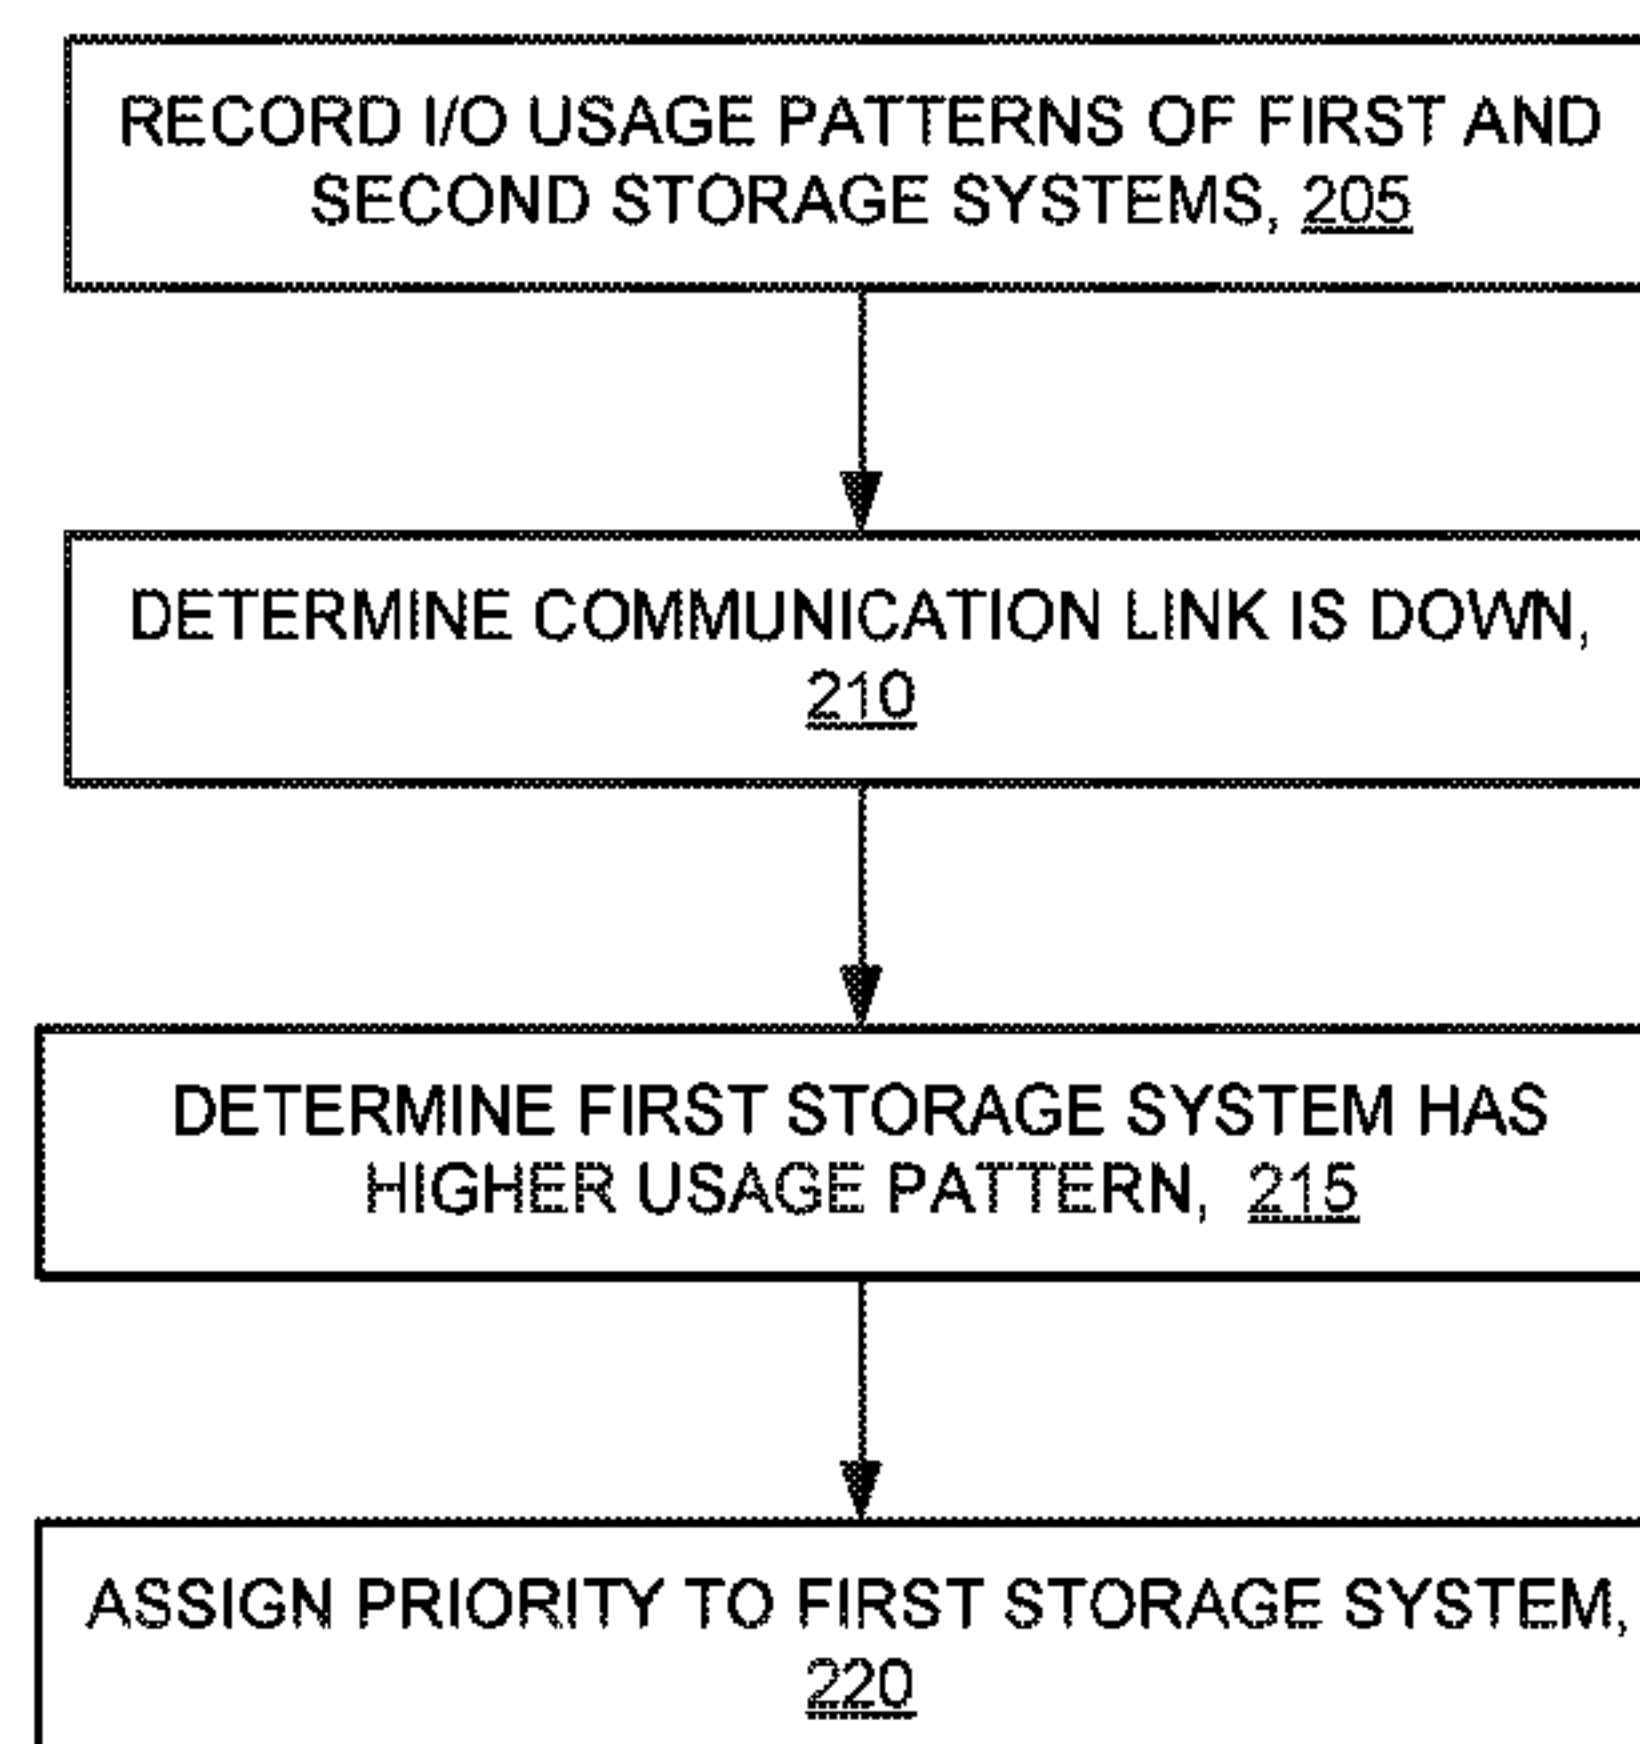 RECORD I/O USAGE PATTERNS OF FIRST AND
SECOND STORAGE SYSTEMS, 205
DETERMINE COMMUNICATION LINK IS DOWN,
210
DETERMINE FIRST STORAGE SYSTEM HAS
HIGHER USAGE PATTERN, 215
ASSIGN PRIORITY TO FIRST STORAGE SYSTEM,
220